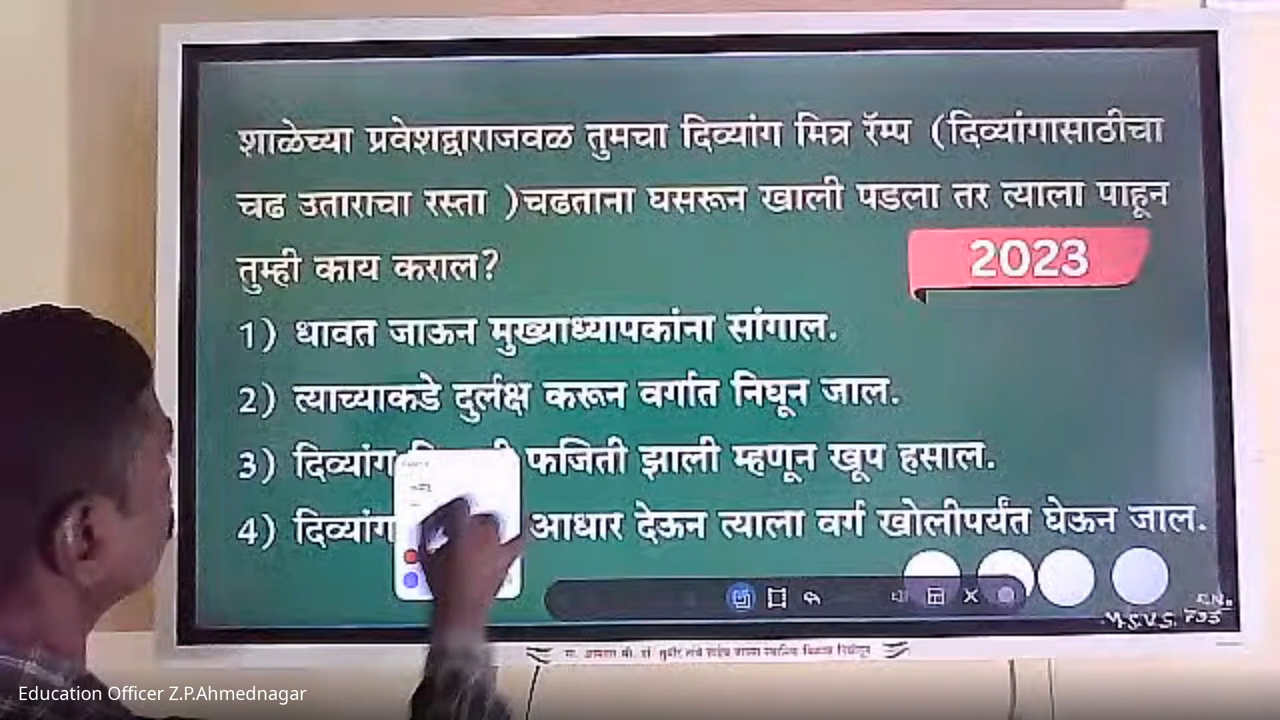 शाळेच्या प्रवेशद्वाराजवळ तुमचा दिव्यांग मित्र रॅम्प (दिव्यांगासाठीचा
चढ उताराचा रस्ता )चढताना घसरून खाली पडला तर त्याला पाहून
तुम्ही काय कराल?
2023
1) धावत जाऊन मुख्याध्यापकांना सांगाल.
2) त्याच्याकडे दुर्लक्ष करून वर्गात निघून जाल.
3) दिव्यांग फजिती झाली म्हणून खूप हसाल.
4) दिव्यांग आधार देऊन त्याला वर्ग खोलीपर्यंत घेऊन जाल.
Education Officer Z.P.Ahmednagar